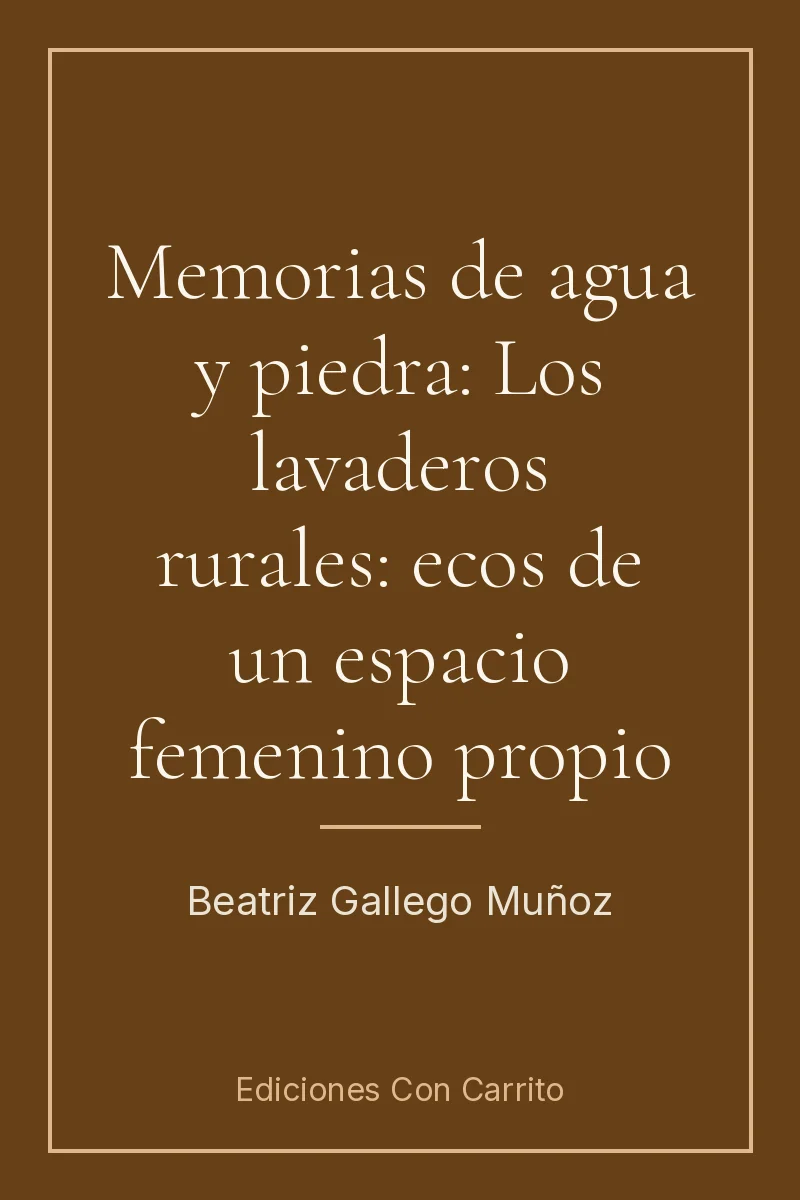 Memorias de agua
y piedra: Los
lavaderos
rurales: ecos de
un espacio
femenino propio
Beatriz Gallego Muñoz
Ediciones Con Carrito